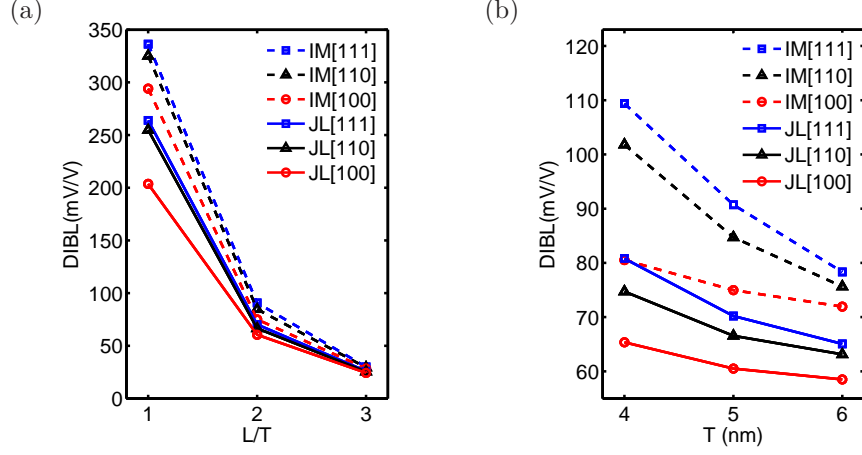 (a)
350
300
250
200
150
100
50
0
DIBL(mV/V)
1
2
3
L/T
IM[111]
IM[110]
IM[100]
JL[111]
JL[110]
JL[100]
(b)
120
110
100
90
80
70
60
DIBL(mV/V)
4
5
6
T (nm)
IM[111]
IM[110]
IM[100]
JL[111]
JL[110]
JL[100]